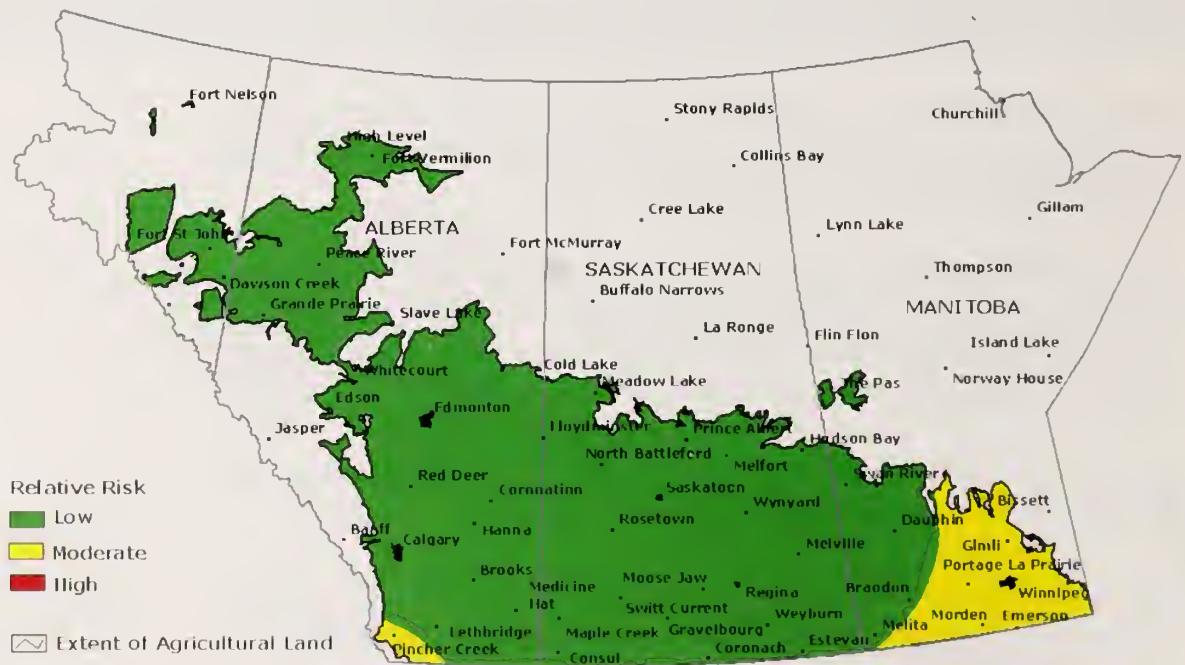 Fort Nelson
Stony Rapids
Churchill
High Level
Fort Vermilion
Collins Bay
Cree Lake
Gillam
Lynn Lake
ALBERTA
Fort St John
Fort McMurray
Peace River
SASKATCHEWAN
Thompson
Dawson Creek
Buffalo Narrows
Grande Prairie
MANITOBA
Slave Lake
La Ronge
Flin Flon
Island Lake
Cold Lake
Whitecourt
Meadow Lake
The Pas
Norway House
Edson
Edmonton
Jasper
Lloydminster
Prince Albert
Hudson Bay
North Battleford
Melfort
Swan River
Red Deer
Relative Risk
Coronation
Saskatoon
Wynyard
Bissett
Low
Hanna
Rosetown
Dauphin
Banff
Calgary
Moderate
Melville
Gimli
Portage La Prairie
High
Brooks
Medicine
Hat
Moose Jaw
Regina
Brandon
Winnipeg
Swift Current
Weyburn
Morden
Emerson
Lethbridge
Maple Creek
Gravelbourg
Melita
Extent of Agricultural Land
Pincher Creek
Estevan
Consul
Coronach